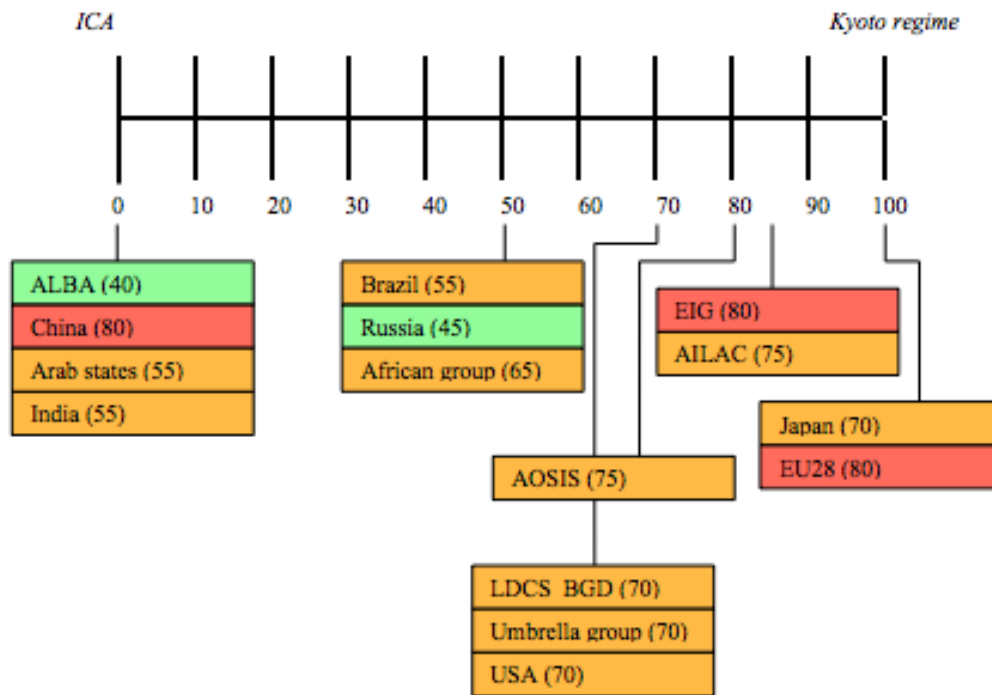 ICA Kyoto regime
0 10 20 30 40 50 60 70 80 90 100
ALBA (40)
China (80)
Arab states (55)
India (55)
Brazil (55)
Russia (45)
African group (65)
EIG (80)
AILAC (75)
Japan (70)
EU28 (80)
AOSIS (75)
LDCS BGD (70)
Umbrella group (70)
USA (70)